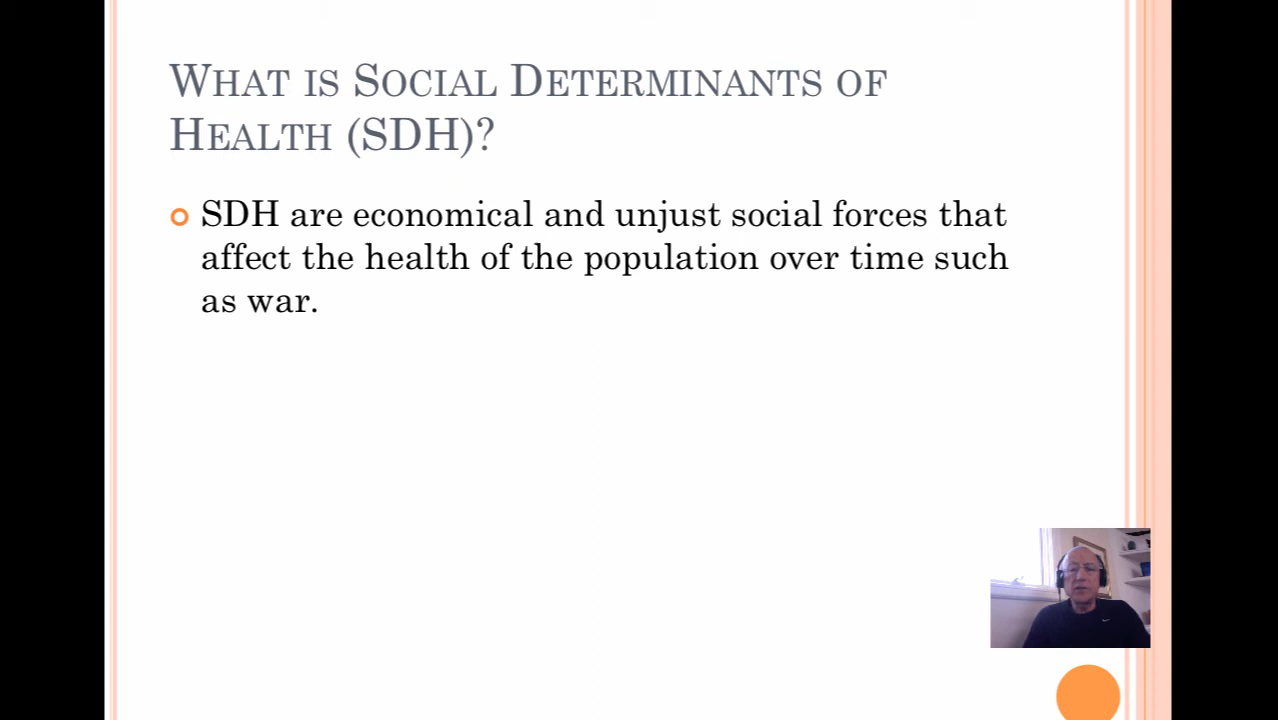 What is Social Determinants of
Health (SDH)?
SDH are economical and unjust social forces that
affect the health of the population over time such
as war.